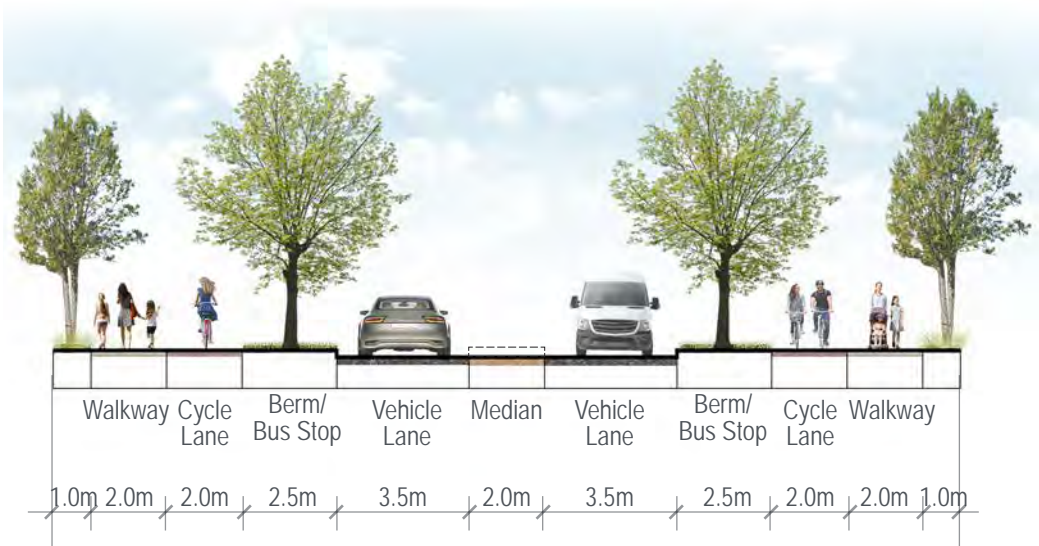 Walkway
Cycle
Lane
Berm/
Bus Stop
Vehicle
Lane
Median
Vehicle
Lane
Berm/
Bus Stop
Cycle
Lane
Walkway
1.0m 2.0m 2.0m 2.5m 3.5m 2.0m 3.5m 2.5m 2.0m 2.0m 1.0m